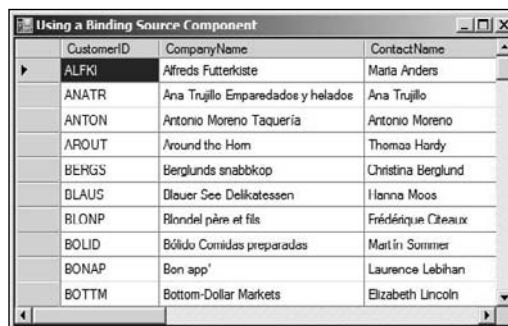 Using a Binding Source Component
CustomerID CompanyName ContactName
ALFKI Alfreds Futterkiste Maria Anders
ANATR Ana Trujillo Emparedados y helados Ana Trujillo
ANTON Antonio Moreno Taquería Antonio Moreno
AROUT Around the Horn Thomas Hardy
BERGS Berglunds snabbkop Christina Berglund
BLAUS Blauer See Delikatessen Hanna Moos
BLONP Blondel père et fils Frédérique Citeaux
BOLID Bólido Comidas preparadas Martín Sommer
BONAP Bon app' Laurence Lebihan
BOTTM Bottom-Dollar Markets Elizabeth Lincoln